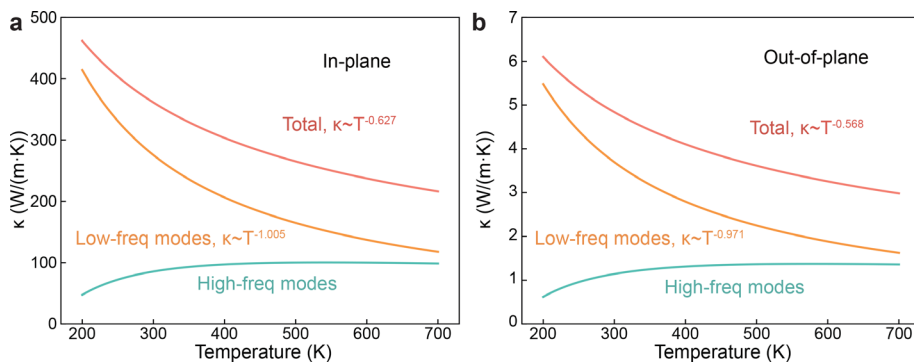 a
In-plane
Total, κ~T^-0.627
Low-freq modes, κ~T^-1.005
High-freq modes
κ (W/(m·K))
500
400
300
200
100
0
200 300 400 500 600 700
Temperature (K)
b
Out-of-plane
Total, κ~T^-0.568
Low-freq modes, κ~T^-0.971
High-freq modes
κ (W/(m·K))
7
6
5
4
3
2
1
0
200 300 400 500 600 700
Temperature (K)